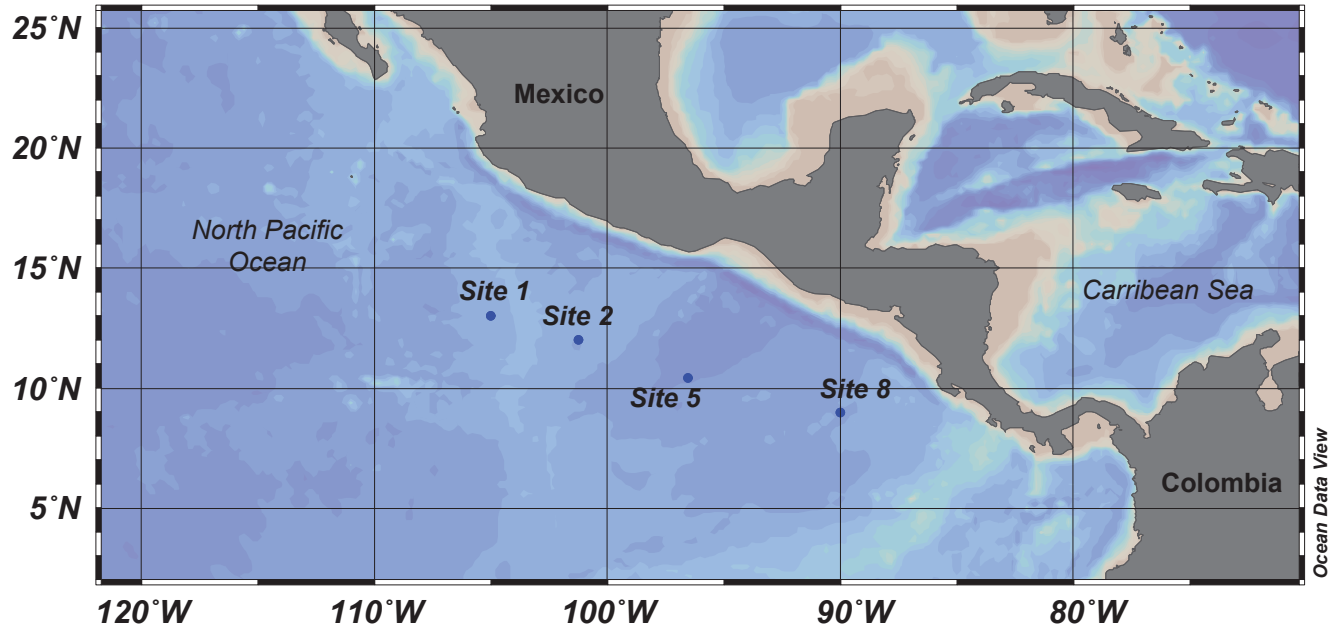 25˚N
Mexico
20˚N
North Pacific
Ocean
15˚N
Site 1
Carribean Sea
Site 2
10˚N
Site 5
Site 8
Colombia
5˚N
Ocean Data View
120˚W
110˚W
100˚W
90˚W
80˚W